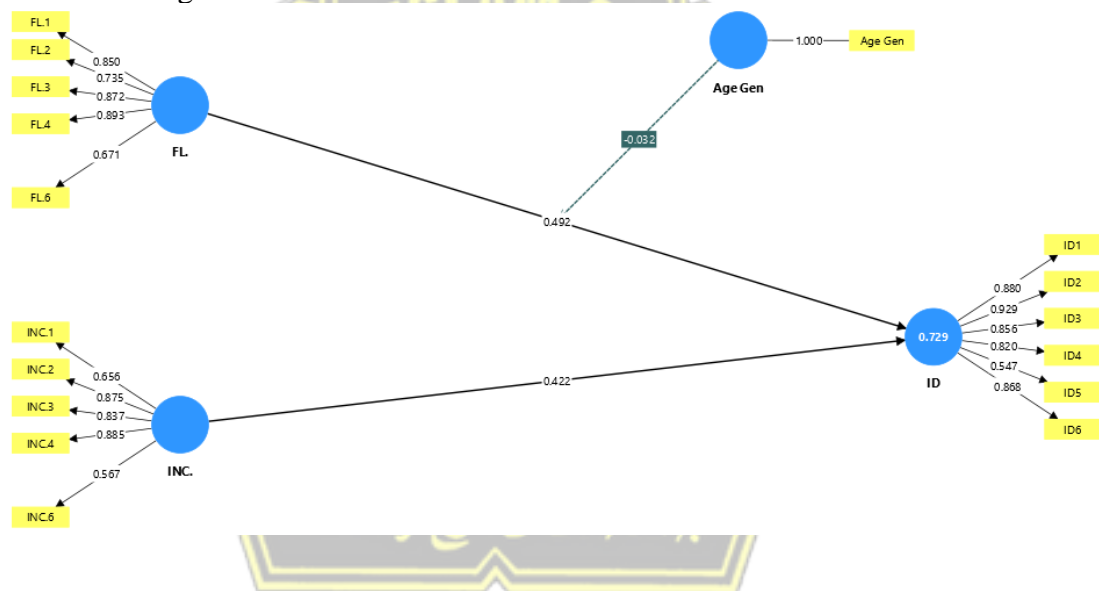 FL.1
FL.2
FL.3
FL.4
FL.6
0.850
0.735
0.872
0.893
0.671
FL.
1.000
Age Gen
Age Gen
-0.032
0.492
INC.1
INC.2
INC.3
INC.4
INC.6
0.656
0.875
0.837
0.885
0.567
INC.
0.422
0.729
ID
0.880
0.929
0.856
0.820
0.547
0.868
ID1
ID2
ID3
ID4
ID5
ID6